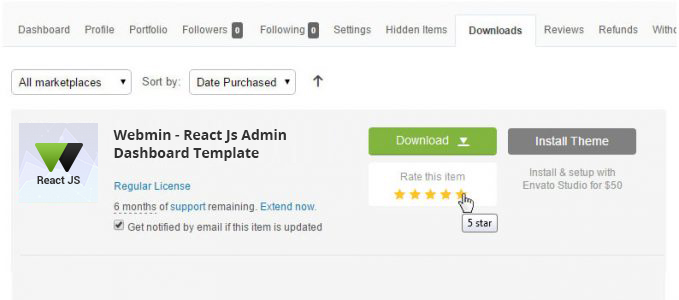 Dashboard Profile Portfolio Followers 0 Following 0 Settings Hidden Items Downloads Reviews Refunds
All marketplaces Sort by: Date Purchased
Webmin - React Js Admin
Dashboard Template
React JS
Regular License
6 months of support remaining. Extend now.
Get notified by email if this item is updated
Download
Rate this item
5 star
Install Theme
Install & setup with
Envato Studio for $50